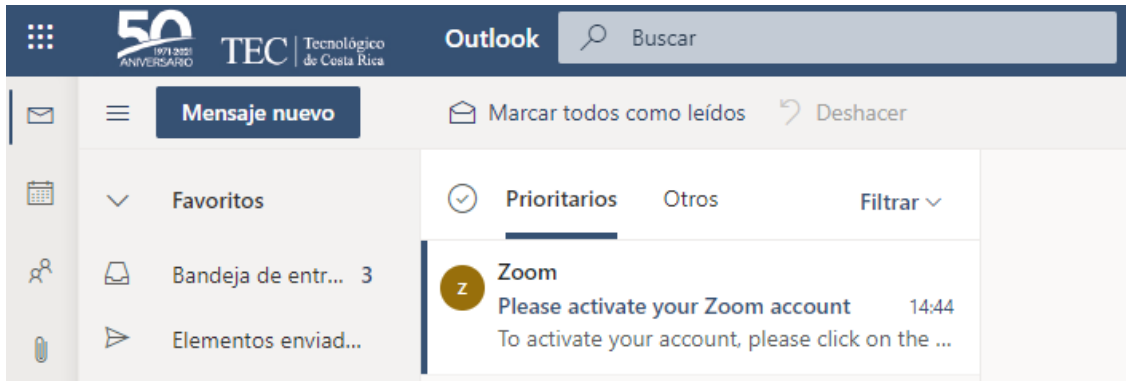 50
1971-2021
ANIVERSARIO
TEC | Tecnológico
de Costa Rica
Outlook
Buscar
Mensaje nuevo
Marcar todos como leídos
Deshacer
Favoritos
Prioritarios
Otros
Filtrar
Bandeja de entr... 3
Elementos enviad...
Z
Zoom
Please activate your Zoom account 14:44
To activate your account, please click on the ...